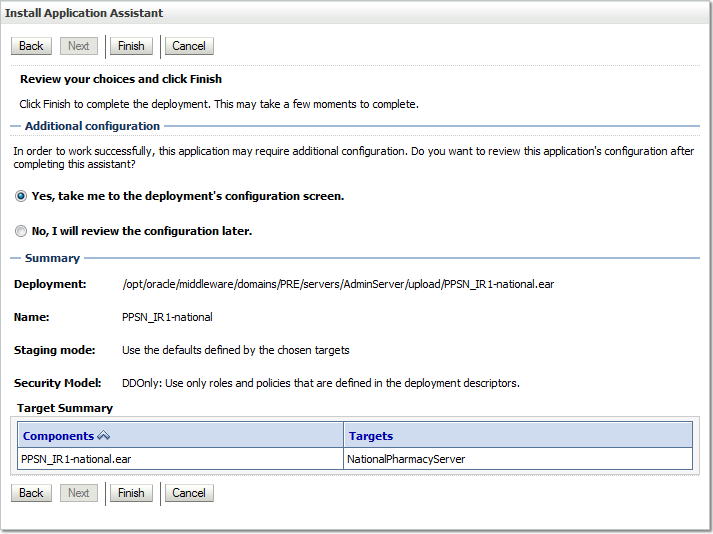 Install Application Assistant
Back Next Finish Cancel
Review your choices and click Finish
Click Finish to complete the deployment. This may take a few moments to complete.
Additional configuration
In order to work successfully, this application may require additional configuration. Do you want to review this application's configuration after
completing this assistant?
Yes, take me to the deployment's configuration screen.
No, I will review the configuration later.
Summary
Deployment: /opt/oracle/middleware/domains/PRE/servers/AdminServer/upload/PPSN_IR1-national.ear
Name: PPSN_IR1-national
Staging mode: Use the defaults defined by the chosen targets
Security Model: DDOnly: Use only roles and policies that are defined in the deployment descriptors.
Target Summary
Components Targets
PPSN_IR1-national.ear NationalPharmacyServer
Back Next Finish Cancel